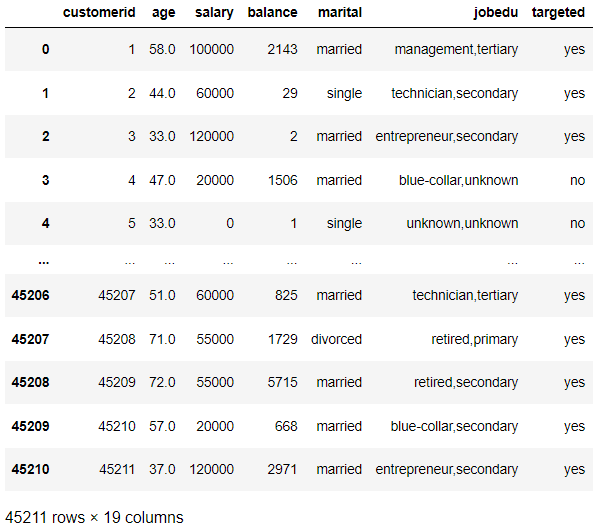 customerid age salary balance marital jobedu targeted
0 1 58.0 100000 2143 married management,tertiary yes
1 2 44.0 60000 29 single technician,secondary yes
2 3 33.0 120000 2 married entrepreneur,secondary yes
3 4 47.0 20000 1506 married blue-collar,unknown no
4 5 33.0 0 1 single unknown,unknown no
... ... ... ... ... ... ... ...
45206 45207 51.0 60000 825 married technician,tertiary yes
45207 45208 71.0 55000 1729 divorced retired,primary yes
45208 45209 72.0 55000 5715 married retired,secondary yes
45209 45210 57.0 20000 668 married blue-collar,secondary yes
45210 45211 37.0 120000 2971 married entrepreneur,secondary yes
45211 rows × 19 columns